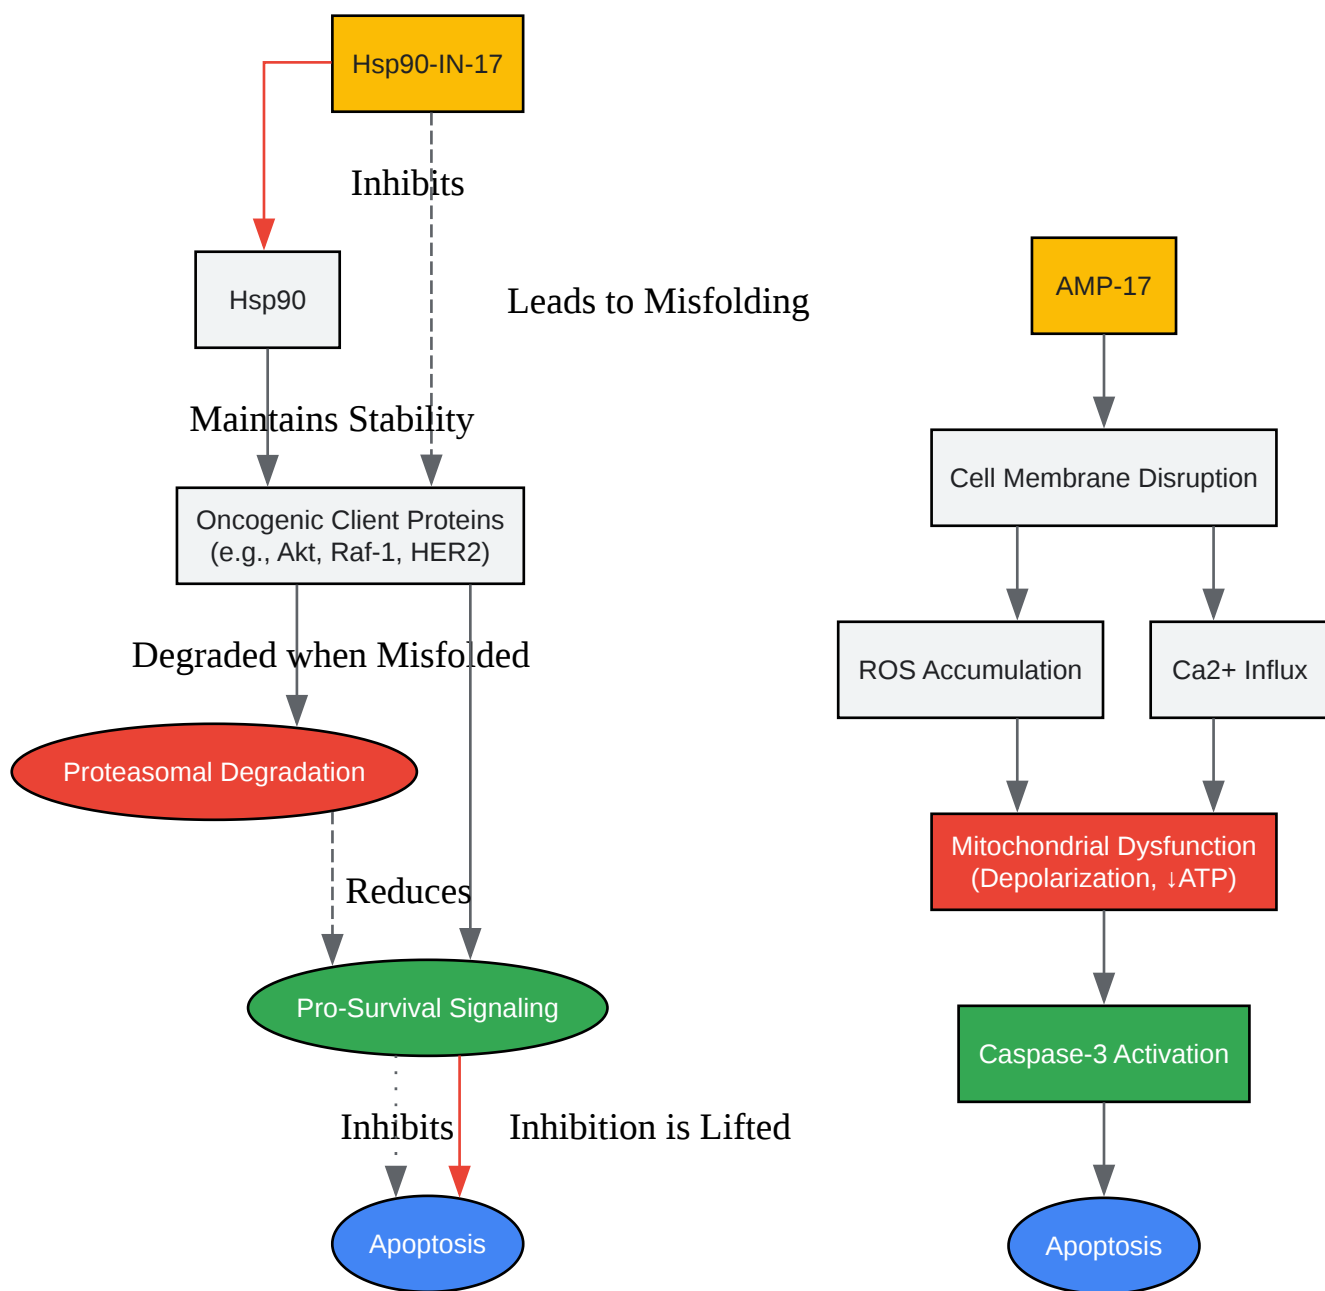 Hsp90-IN-17
Inhibits
Hsp90
Leads to Misfolding
Maintains Stability
Oncogenic Client Proteins
(e.g., Akt, Raf-1, HER2)
Degraded when Misfolded
Proteasomal Degradation
Reduces
Pro-Survival Signaling
Inhibits
Inhibition is Lifted
Apoptosis
AMP-17
Cell Membrane Disruption
ROS Accumulation
Ca2+ Influx
Mitochondrial Dysfunction
(Depolarization, ↓ATP)
Caspase-3 Activation
Apoptosis